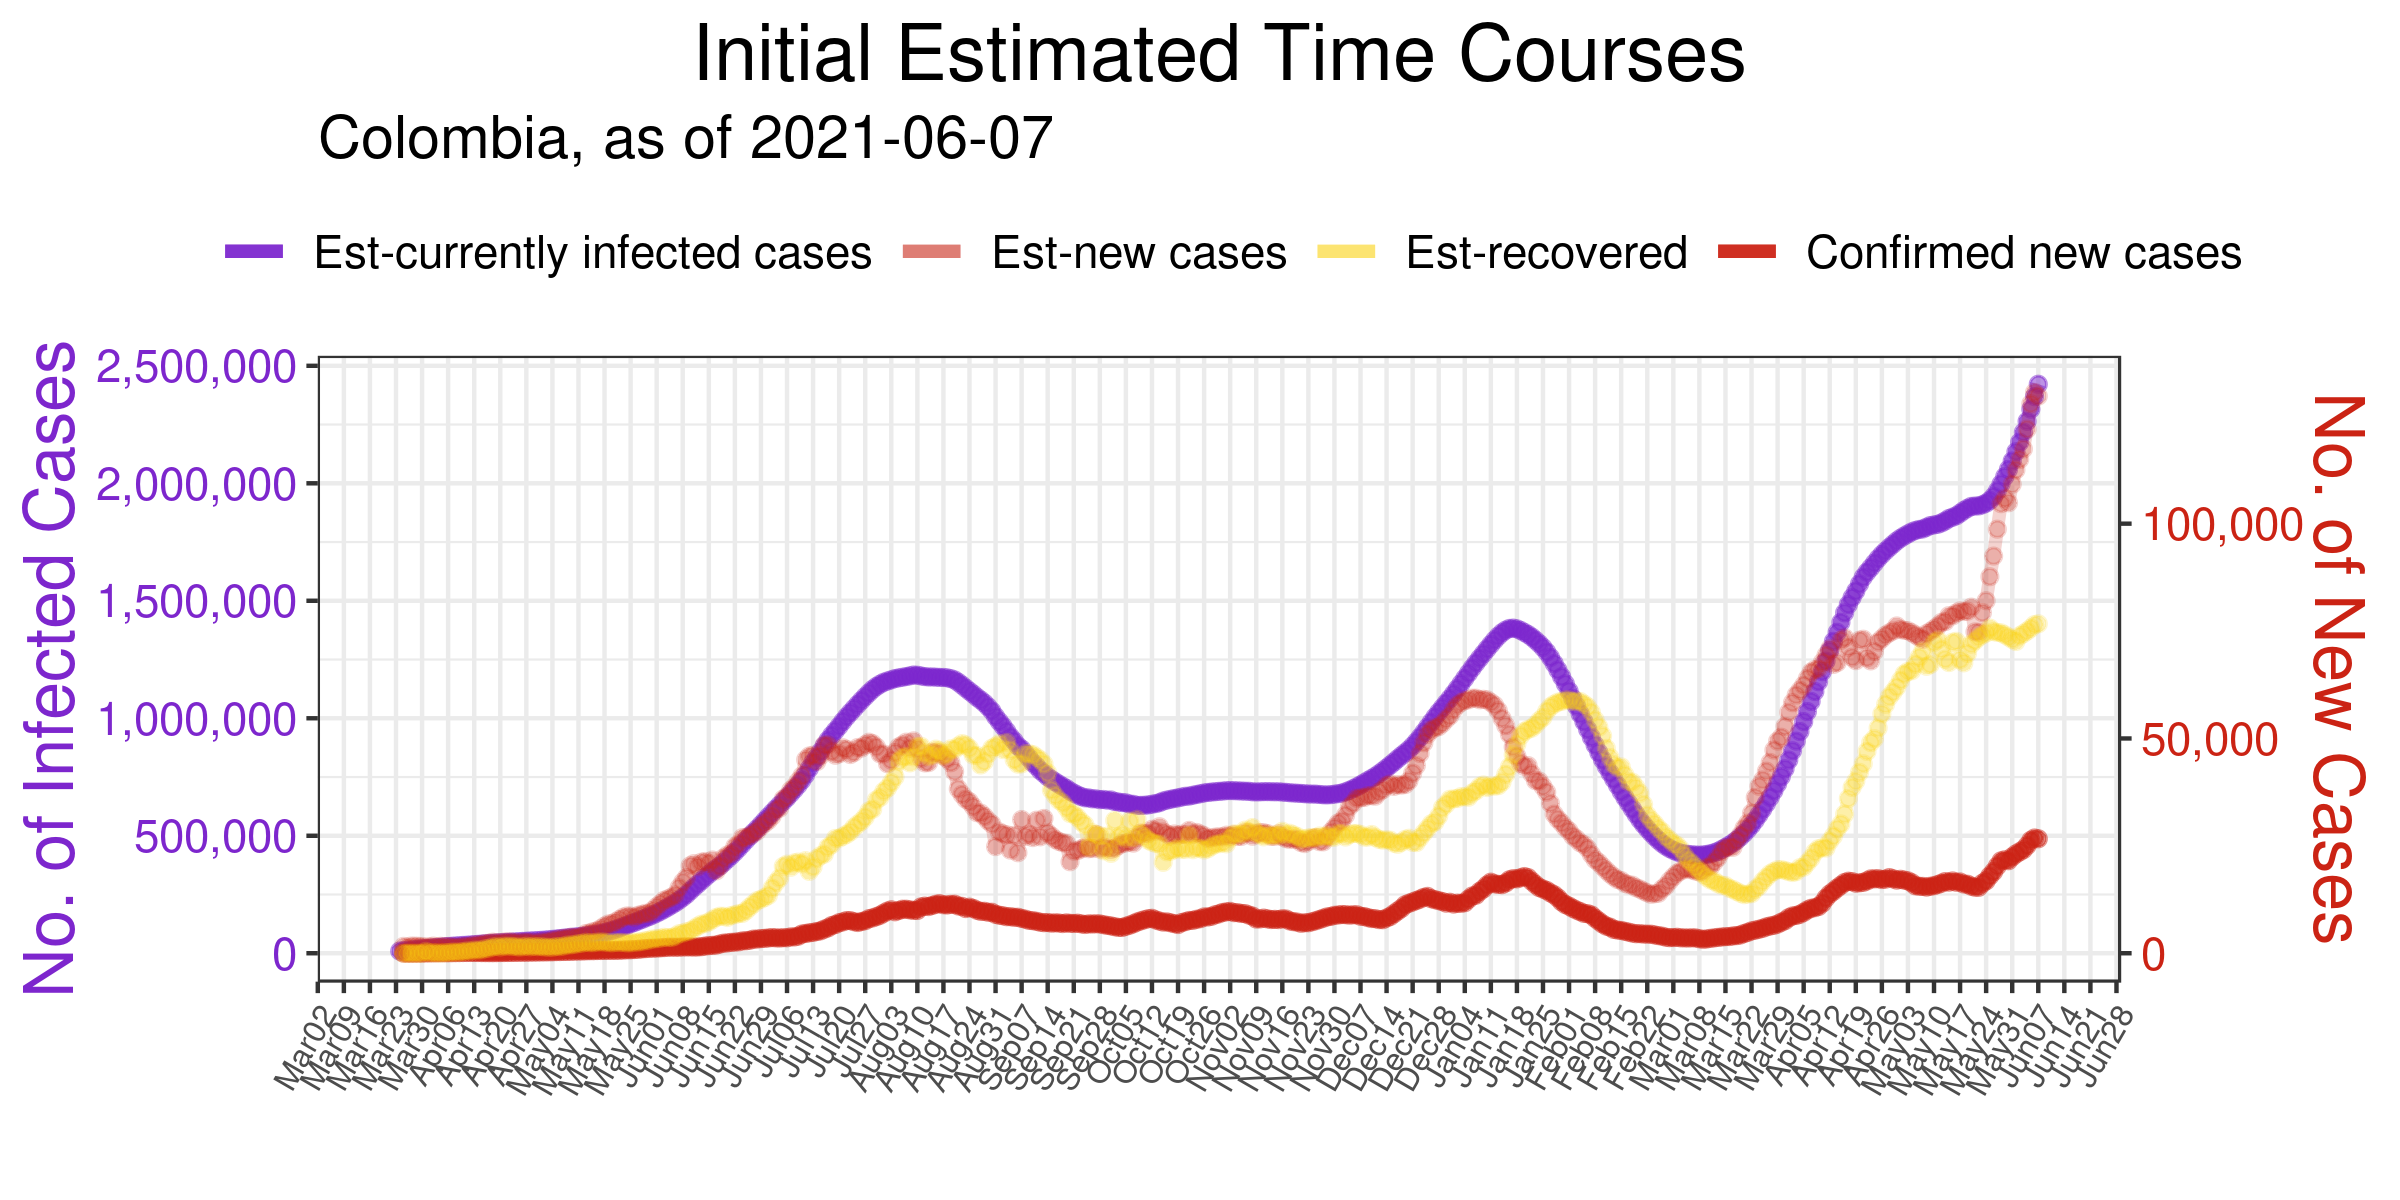 Initial Estimated Time Courses
Colombia, as of 2021-06-07
Est-currently infected cases Est-new cases Est-recovered Confirmed new cases
No. of Infected Cases
2,500,000
2,000,000
1,500,000
1,000,000
500,000
0
No. of New Cases
100,000
50,000
0
Mar02
Mar09
Mar16
Mar23
Mar30
Apr06
Apr13
Apr20
Apr27
May04
May11
May18
May25
Jun01
Jun08
Jun15
Jun22
Jun29
Jul06
Jul13
Jul20
Jul27
Aug03
Aug10
Aug17
Aug24
Aug31
Sep07
Sep14
Sep21
Sep28
Oct05
Oct12
Oct19
Oct26
Nov02
Nov09
Nov16
Nov23
Nov30
Dec07
Dec14
Dec21
Dec28
Jan04
Jan11
Jan18
Jan25
Feb01
Feb08
Feb15
Feb22
Mar01
Mar08
Mar15
Mar22
Mar29
Apr05
Apr12
Apr19
Apr26
May03
May10
May17
May24
May31
Jun07
Jun14
Jun21
Jun28